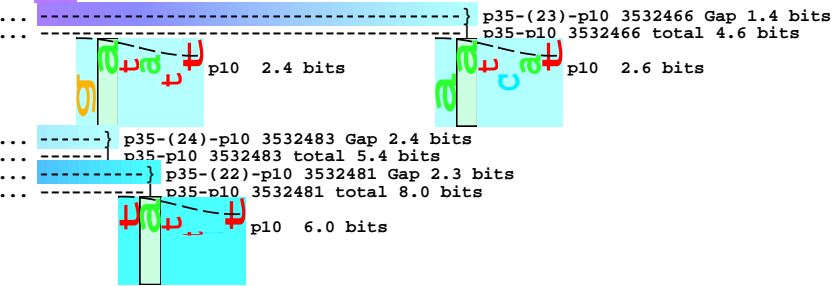 ... ---------------------------------------------} p35-(23)-p10 3532466 Gap 1.4 bits
... --------------------------------------------- p35-p10 3532466 total 4.6 bits
gatatt p10 2.4 bits
aatcat p10 2.6 bits
... ------} p35-(24)-p10 3532483 Gap 2.4 bits
... ------ p35-p10 3532483 total 5.4 bits
... ----------} p35-(22)-p10 3532481 Gap 2.3 bits
... ---------- p35-p10 3532481 total 8.0 bits
tat t p10 6.0 bits